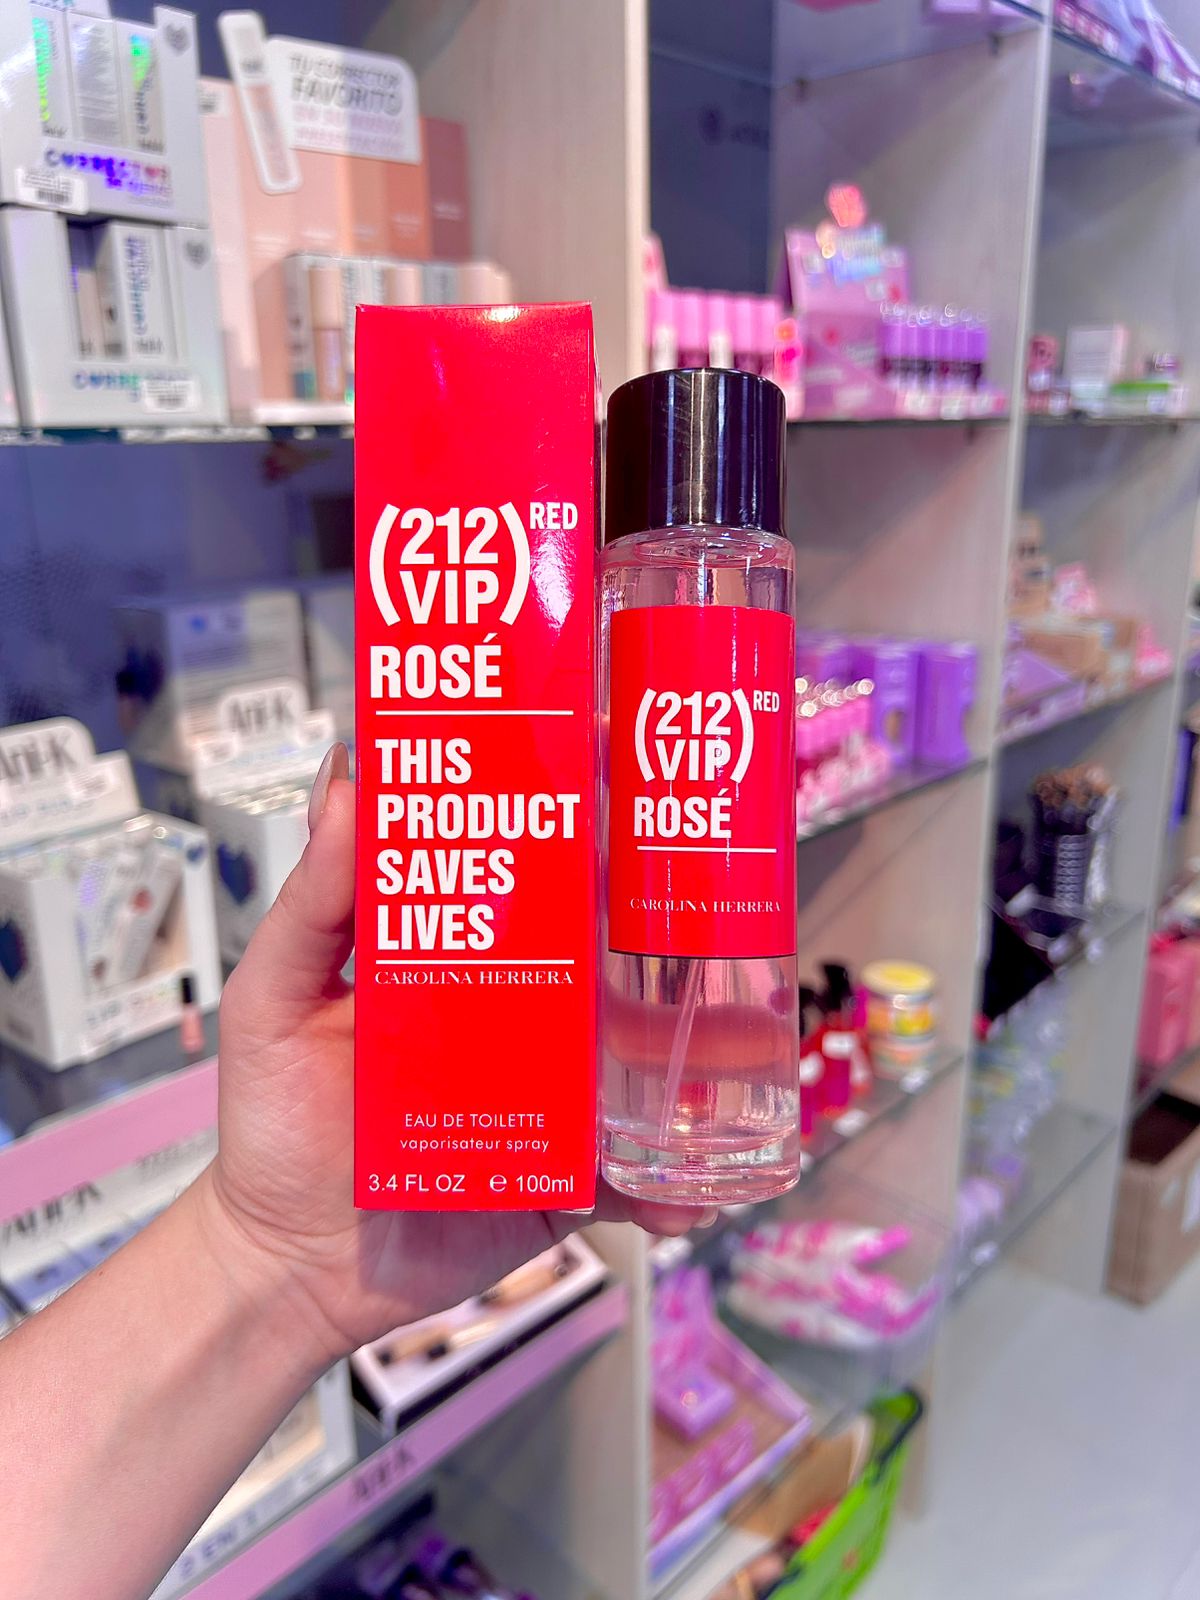 TU CORRECTOR
FAVORITO
(212) RED
VIP
ROSÉ
THIS
PRODUCT
SAVES
LIVES
CAROLINA HERRERA
EAU DE TOILETTE
vaporisateur spray
3.4 FL OZ ℮ 100ml
(212) RED
VIP
ROSÉ
CAROLINA HERRERA